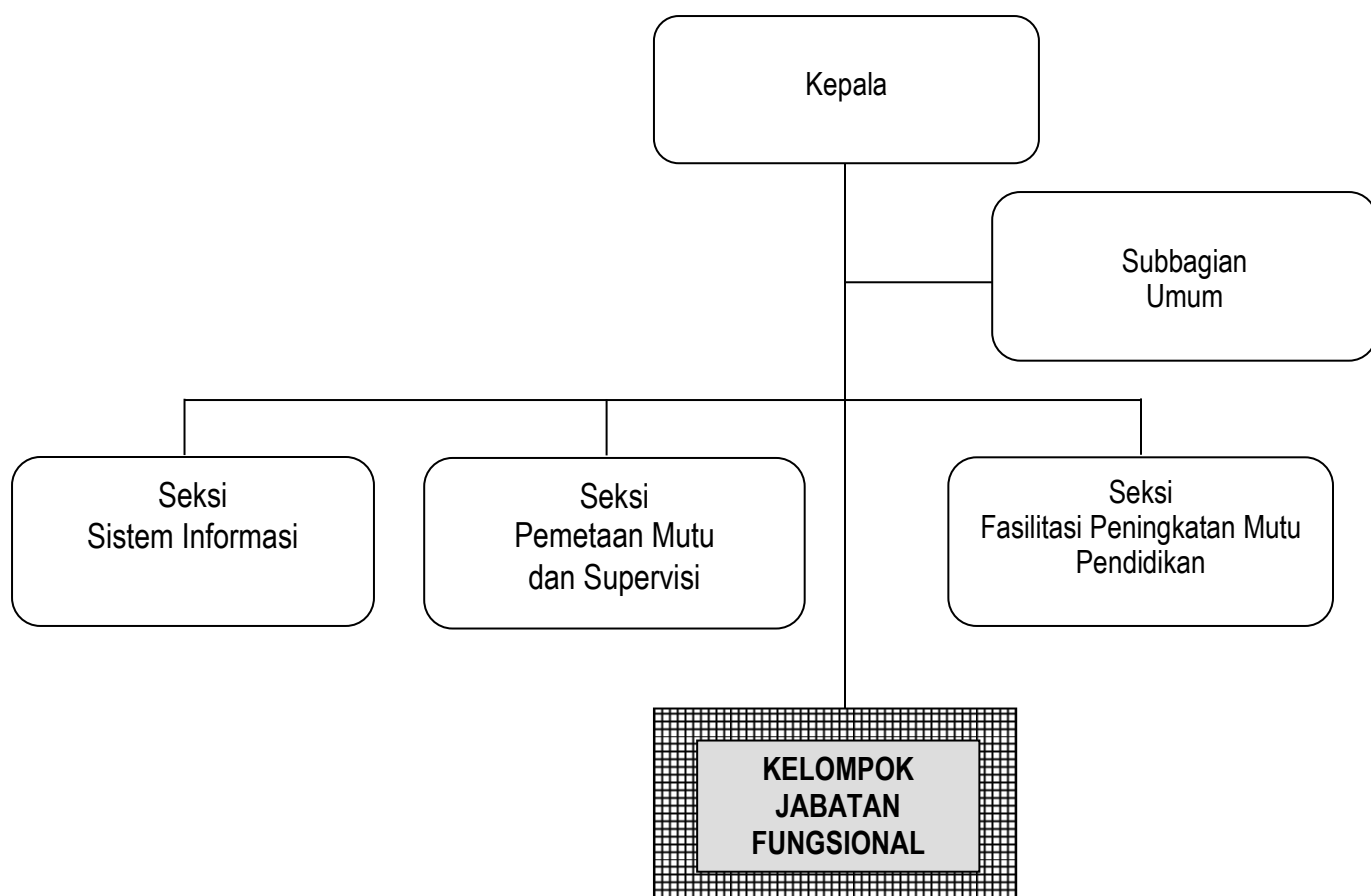 Kepala
Subbagian
Umum
Seksi
Sistem Informasi
Seksi
Pemetaan Mutu
dan Supervisi
Seksi
Fasilitasi Peningkatan Mutu
Pendidikan
KELOMPOK
JABATAN
FUNGSIONAL